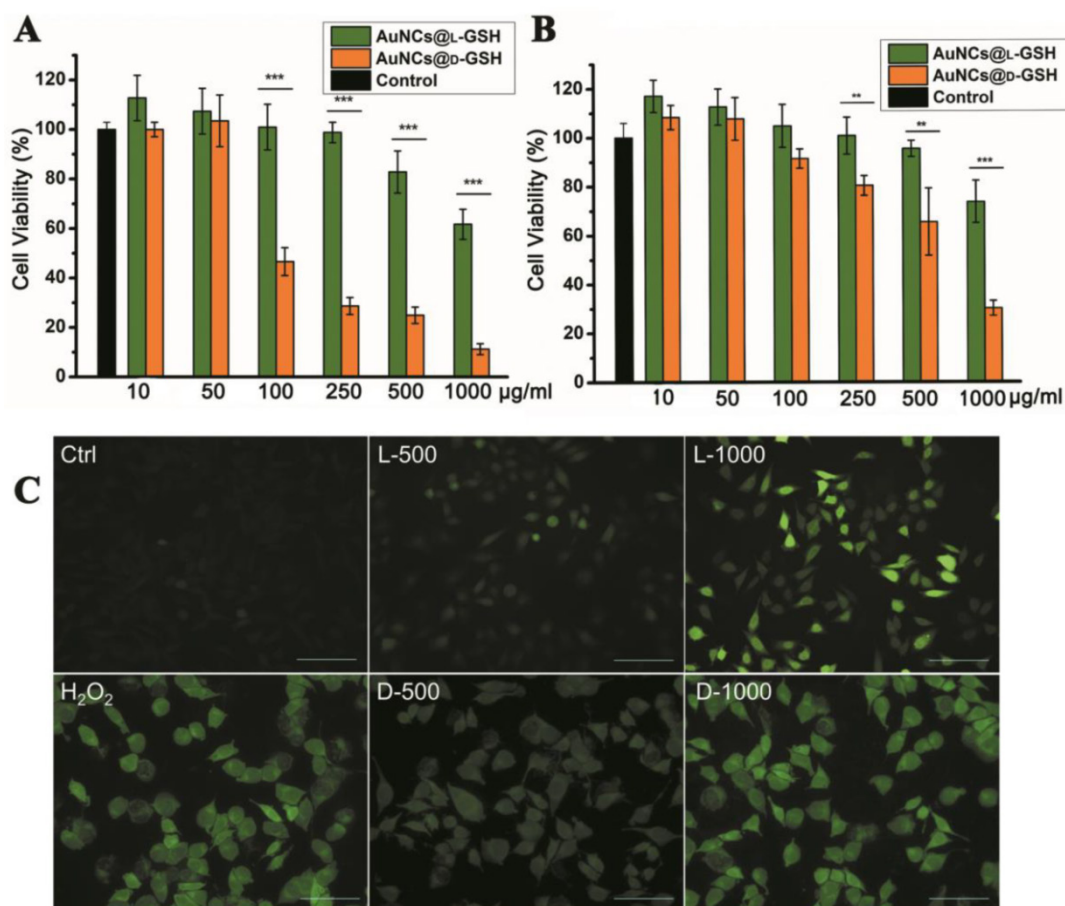 A
AuNCs@L-GSH
AuNCs@D-GSH
Control
Cell Viability (%)
120
100
80
60
40
20
0
***
***
***
***
10 50 100 250 500 1000 µg/ml
B
AuNCs@L-GSH
AuNCs@D-GSH
Control
Cell Viability (%)
120
100
80
60
40
20
0
**
**
***
10 50 100 250 500 1000 µg/ml
C
Ctrl
L-500
L-1000
H₂O₂
D-500
D-1000